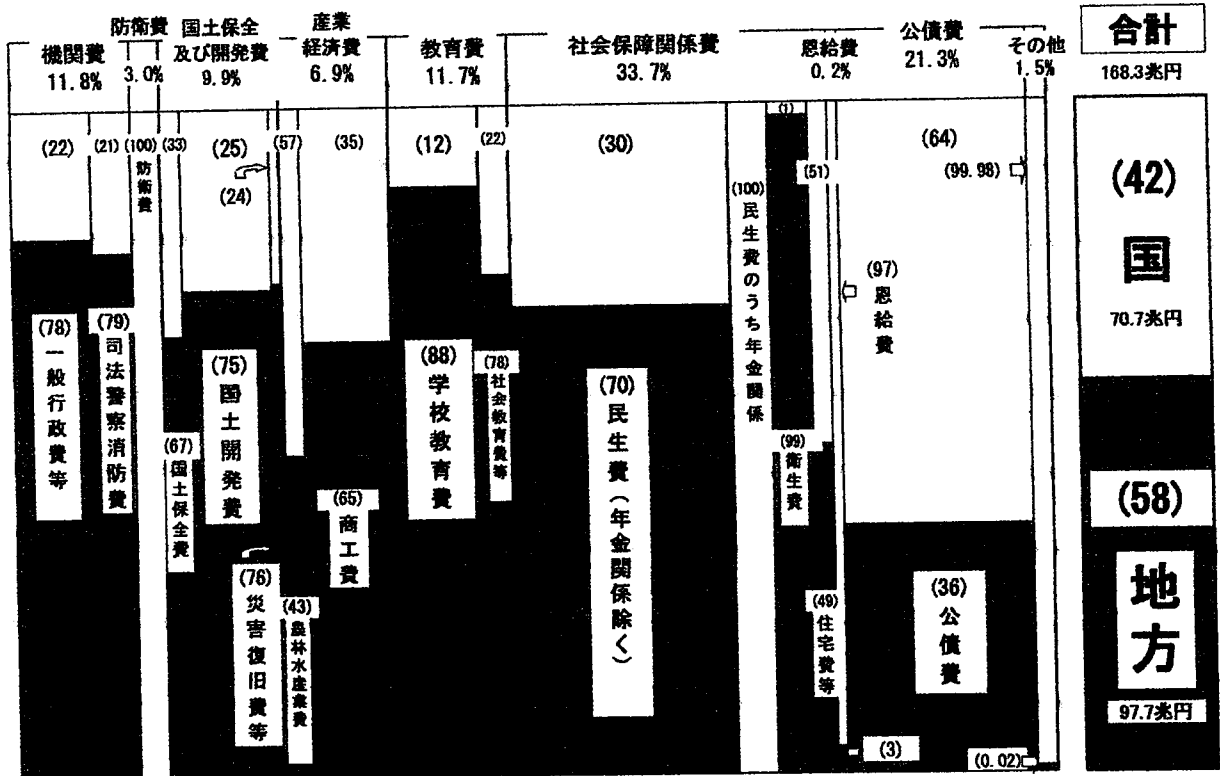 機関費
11.8%
防衛費
3.0%
国土保全
及び開発費
9.9%
産業
経済費
6.9%
教育費
11.7%
社会保障関係費
33.7%
恩給費
0.2%
公債費
21.3%
その他
1.5%
合計
168.3兆円
(22)
(21)
(100)
防衛費
(33)
(25)
(24)
(57)
(35)
(12)
(22)
(30)
(100)
民生費のうち年金関係
(1)
(51)
(64)
(99.98)
(97)
恩給費
(42)
国
70.7兆円
(78)
一般行政費等
(79)
司法警察消防費
(67)
国土保全費
(75)
国土開発費
(76)
災害復旧費等
(43)
農林水産業費
(65)
商工費
(88)
学校教育費
(78)
社会教育費等
(70)
民生費(年金関係除く)
(99)
衛生費
(49)
住宅費等
(3)
(36)
公債費
(0.02)
(58)
地方
97.7兆円